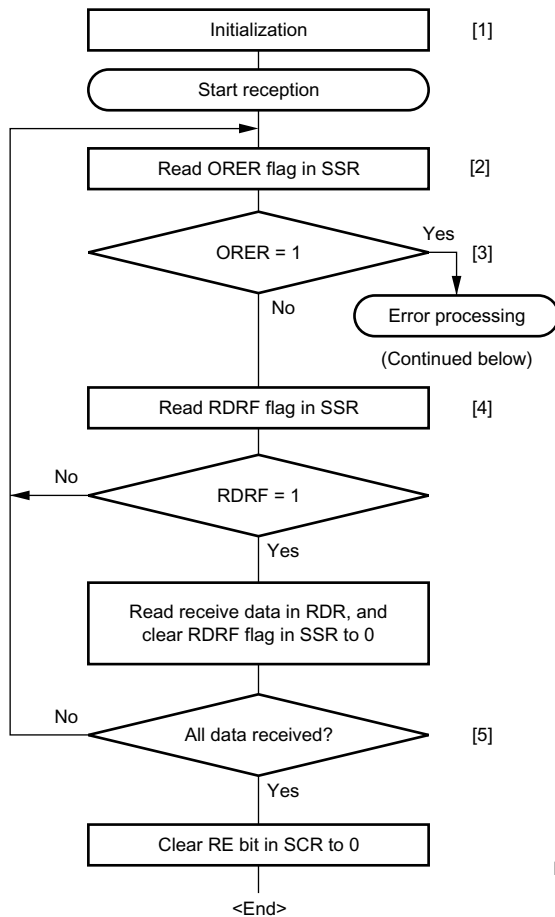 Initialization
[1]
Start reception
Read ORER flag in SSR
[2]
ORER = 1
Yes
[3]
No
Error processing
(Continued below)
Read RDRF flag in SSR
[4]
No
RDRF = 1
Yes
Read receive data in RDR, and
clear RDRF flag in SSR to 0
No
All data received?
[5]
Yes
Clear RE bit in SCR to 0
<End>